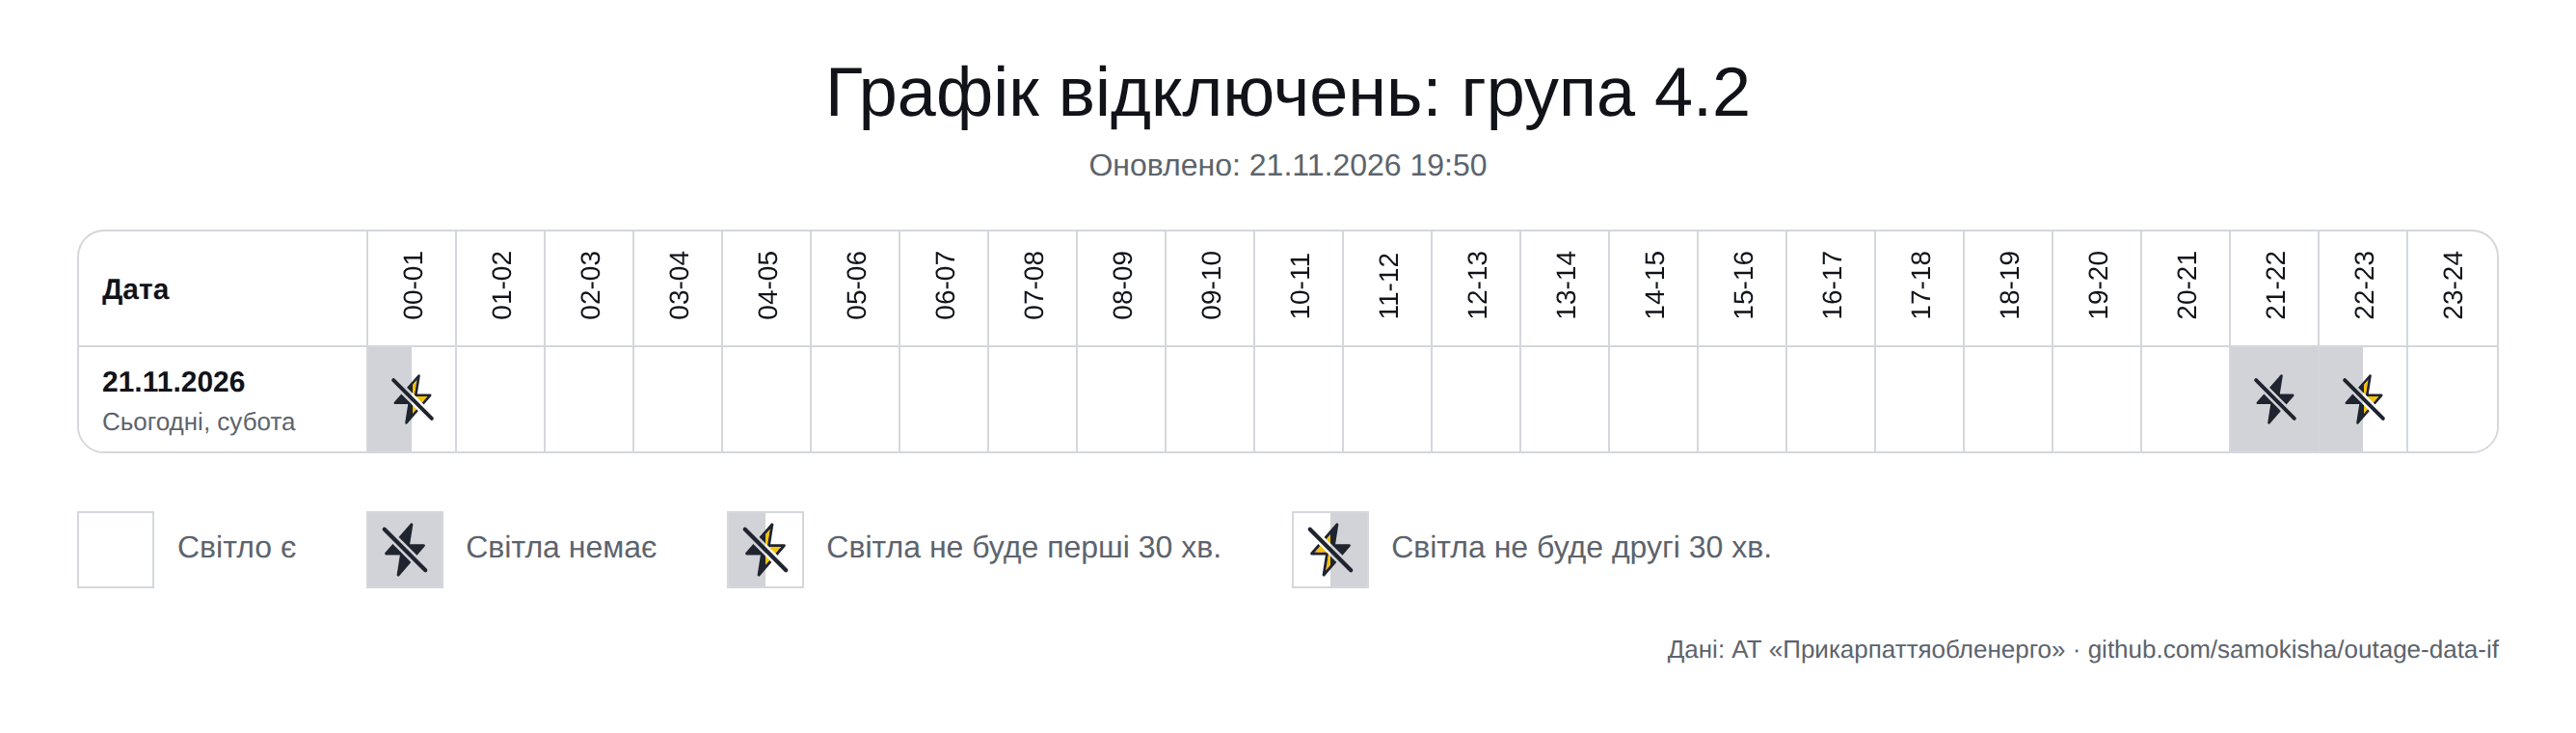 Графік відключень: група 4.2
Оновлено: 21.11.2026 19:50
Дата 00-01 01-02 02-03 03-04 04-05 05-06 06-07 07-08 08-09 09-10 10-11 11-12 12-13 13-14 14-15 15-16 16-17 17-18 18-19 19-20 20-21 21-22 22-23 23-24
21.11.2026
Сьогодні, субота
Світло є Світла немає Світла не буде перші 30 хв. Світла не буде другі 30 хв.
Дані: АТ «Прикарпаттяобленерго» · github.com/samokisha/outage-data-if